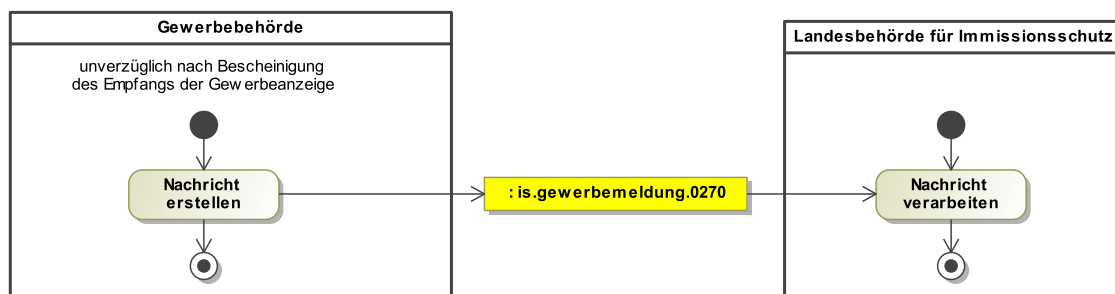 Gewerbebehörde
unverzüglich nach Bescheinigung
des Empfangs der Gewerbeanzeige
Nachricht
erstellen
: is.gewerbemeldung.0270
Landesbehörde für Immissionsschutz
Nachricht
verarbeiten